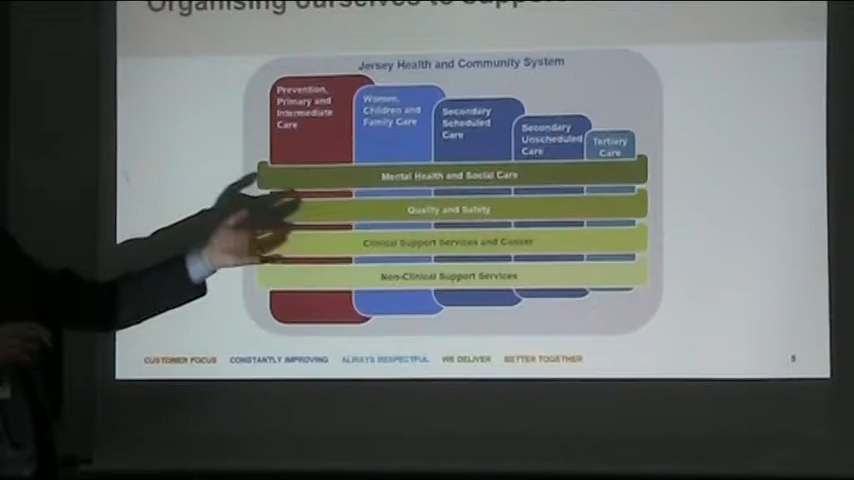 Organising ourselves to support
Jersey Health and Community System
Prevention,
Primary and
Intermediate
Care
Women,
Children and
Family Care
Secondary
Scheduled
Care
Secondary
Unscheduled
Care
Tertiary
Care
Mental Health and Social Care
Quality and Safety
Clinical Support Services and Cancer
Non-Clinical Support Services
CUSTOMER FOCUS CONSTANTLY IMPROVING ALWAYS RESPECTFUL WE DELIVER BETTER TOGETHER 5